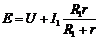 E = U + I₁ R₁r / R₁ + r